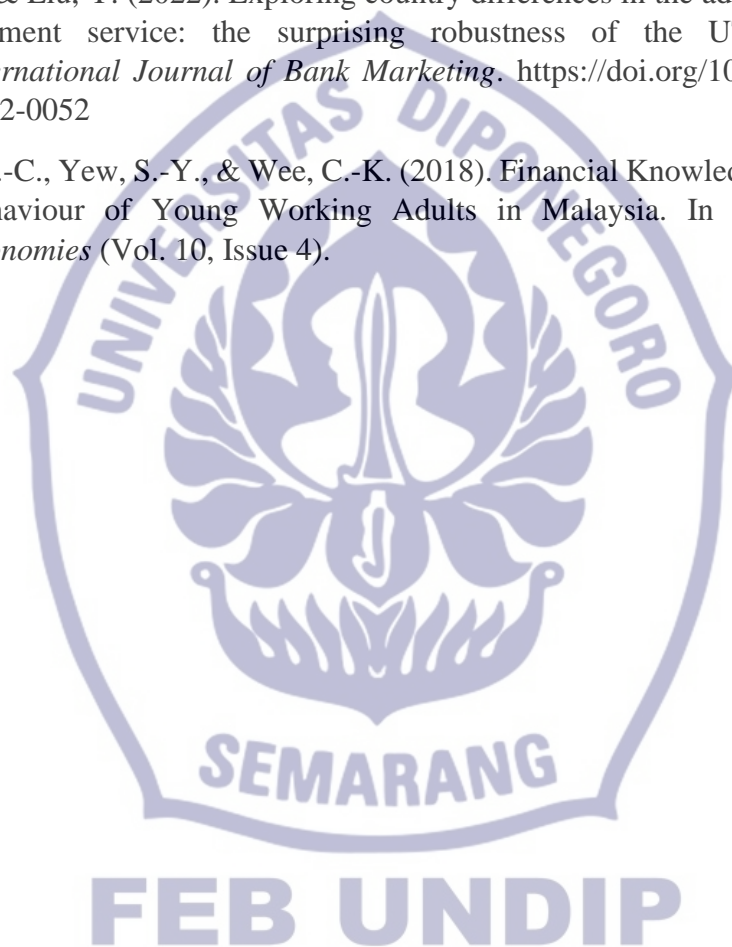 & Liu, Y. (2022). Exploring country differences in the ad
ment service: the surprising robustness of the U
ernational Journal of Bank Marketing. https://doi.org/10
2-0052
.-C., Yew, S.-Y., & Wee, C.-K. (2018). Financial Knowled
haviour of Young Working Adults in Malaysia. In
onomies (Vol. 10, Issue 4).
UNIVERSITAS DIPONEGORO
SEMARANG
FEB UNDIP